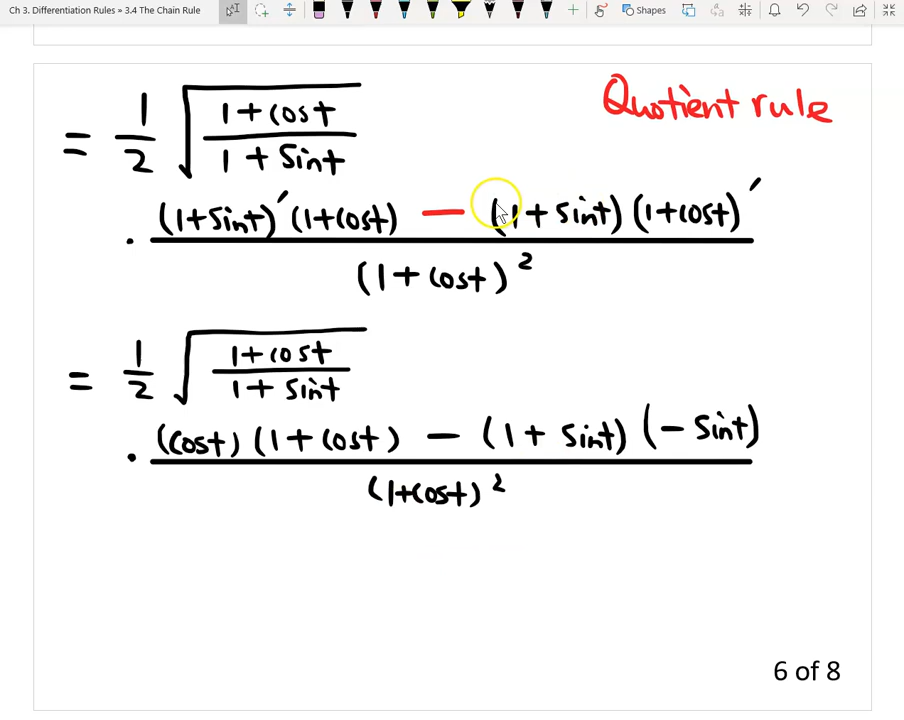 Ch 3. Differentiation Rules » 3.4 The Chain Rule
Shapes
Quotient rule
= 1/2 √((1 + cost)/(1 + sint))
· ((1+sint)′(1+cost) − (1 + sint)(1+cost)′)/(1+cost)²
= 1/2 √((1+cost)/(1+sint))
· ((cost)(1+cost) − (1+sint)(−sint))/(1+cost)²
6 of 8